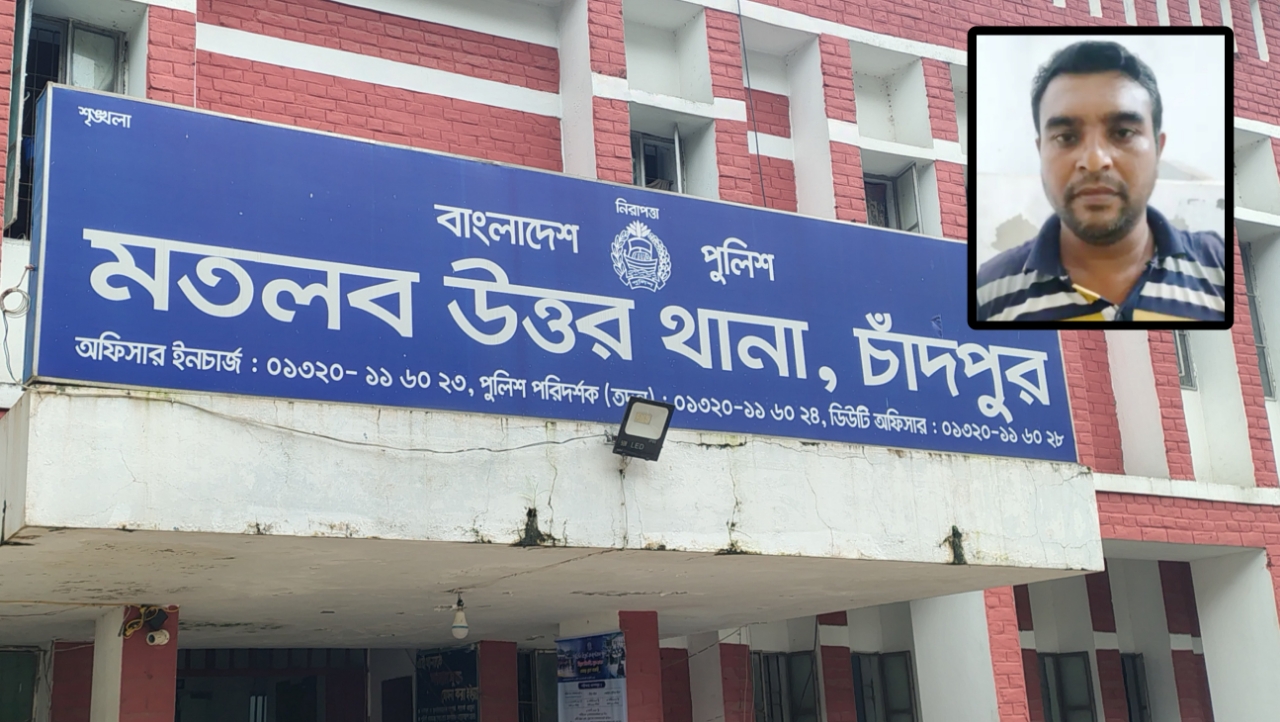 শৃঙ্খলা
নিরাপত্তা
বাংলাদেশ পুলিশ
মতলব উত্তর থানা, চাঁদপুর
অফিসার ইনচার্জ : ০১৩২০- ১১ ৬০ ২৩, পুলিশ পরিদর্শক (তদন্ত) : ০১৩২০-১১ ৬০ ২৪, ডিউটি অফিসার : ০১৩২০-১১ ৬০ ২৮
LED